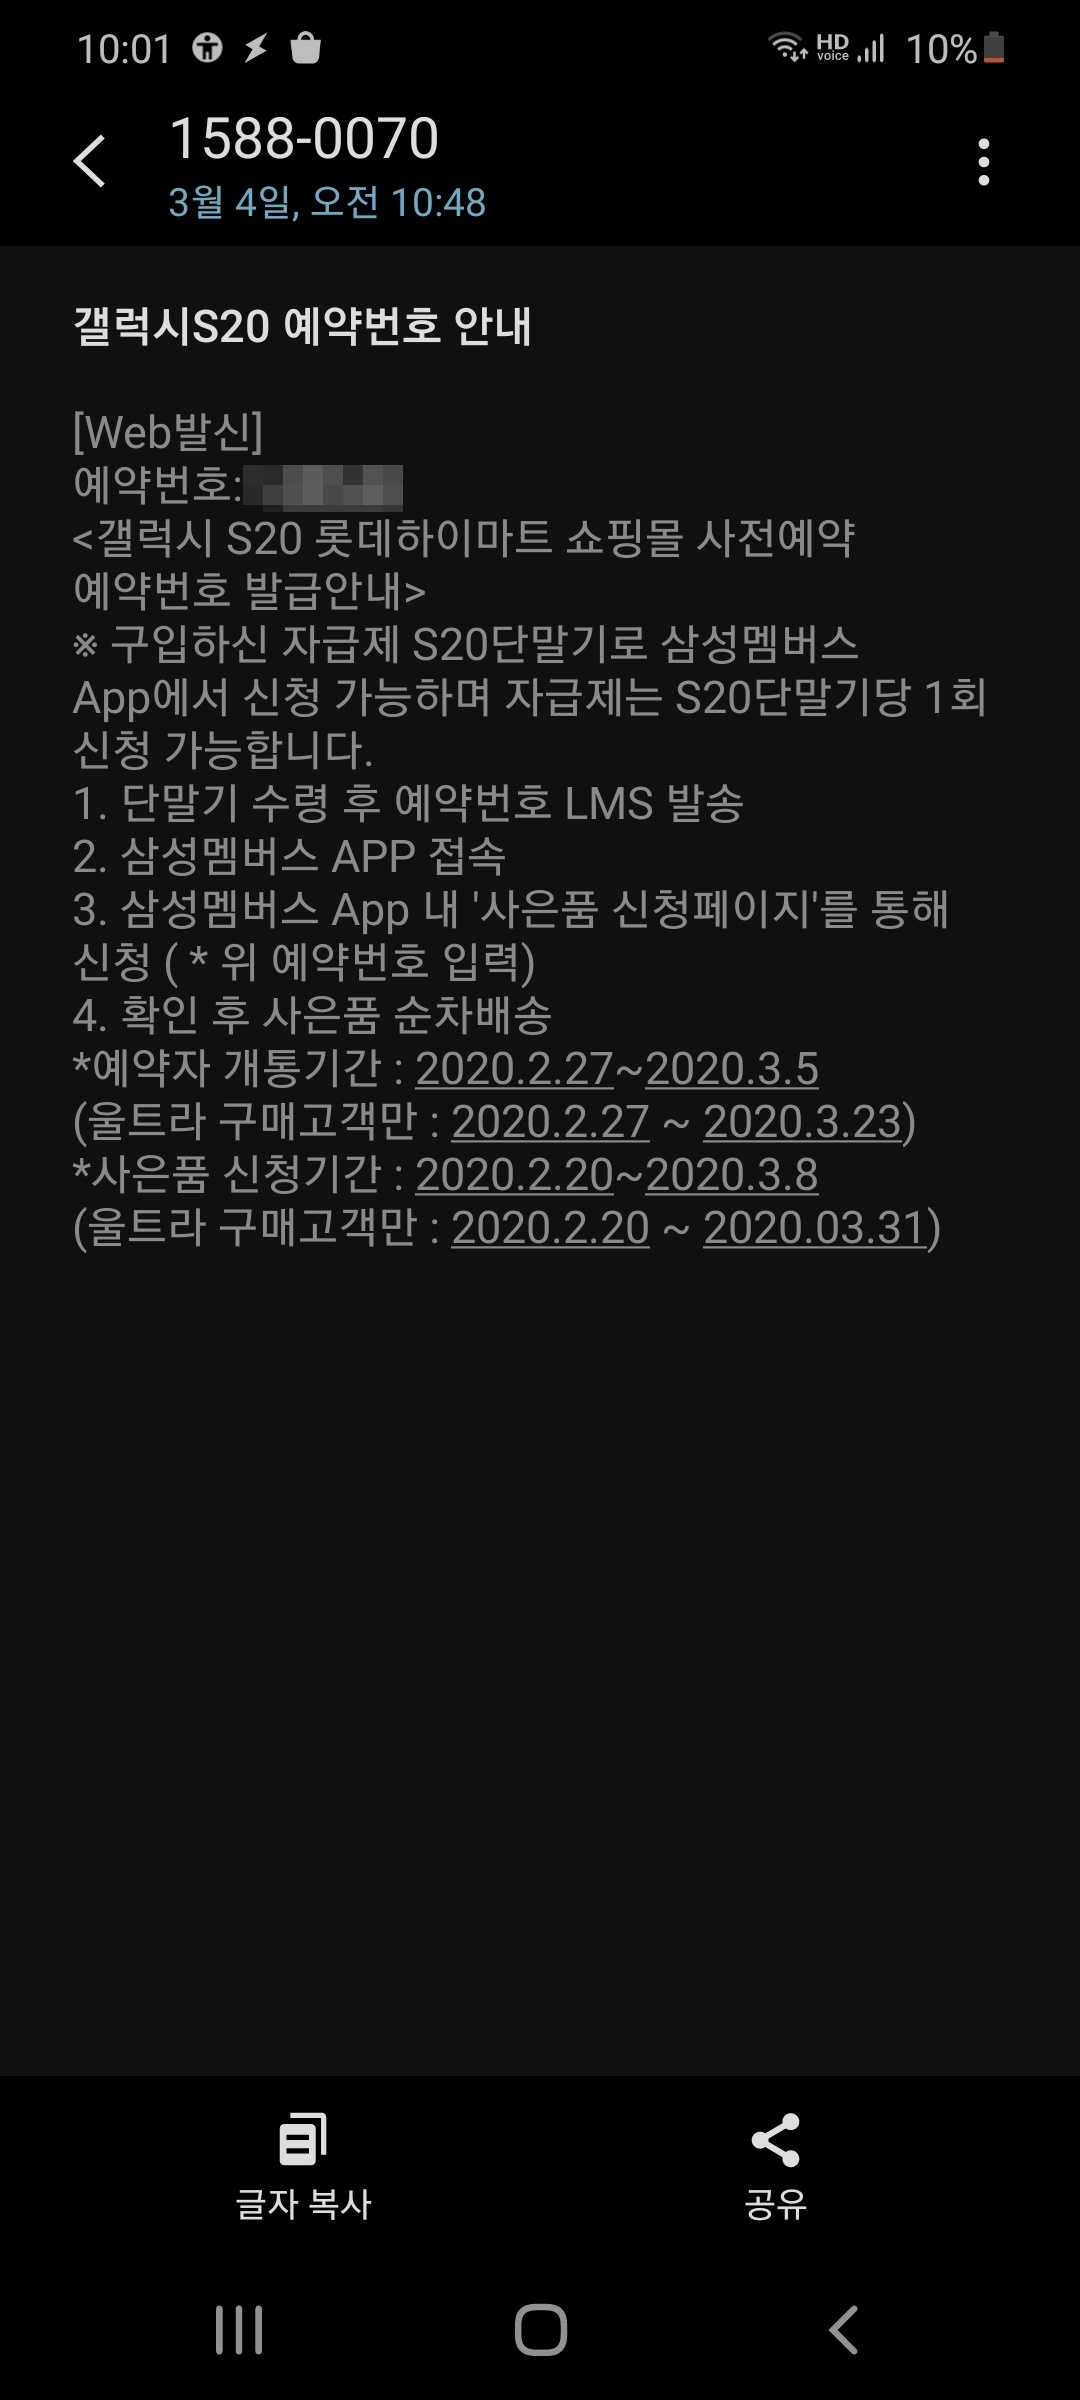 10:01 HD voice 10%
1588-0070
3월 4일, 오전 10:48
갤럭시S20 예약번호 안내
[Web발신]
예약번호:
<갤럭시 S20 롯데하이마트 쇼핑몰 사전예약
예약번호 발급안내>
※ 구입하신 자급제 S20단말기로 삼성멤버스
App에서 신청 가능하며 자급제는 S20단말기당 1회
신청 가능합니다.
1. 단말기 수령 후 예약번호 LMS 발송
2. 삼성멤버스 APP 접속
3. 삼성멤버스 App 내 '사은품 신청페이지'를 통해
신청 ( * 위 예약번호 입력)
4. 확인 후 사은품 순차배송
*예약자 개통기간 : 2020.2.27~2020.3.5
(울트라 구매고객만 : 2020.2.27 ~ 2020.3.23)
*사은품 신청기간 : 2020.2.20~2020.3.8
(울트라 구매고객만 : 2020.2.20 ~ 2020.03.31)
글자 복사
공유